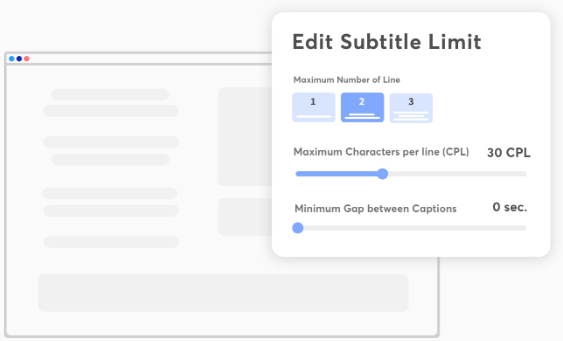 Edit Subtitle Limit
Maximum Number of Line
1 2 3
Maximum Characters per line (CPL) 30 CPL
Minimum Gap between Captions 0 sec.